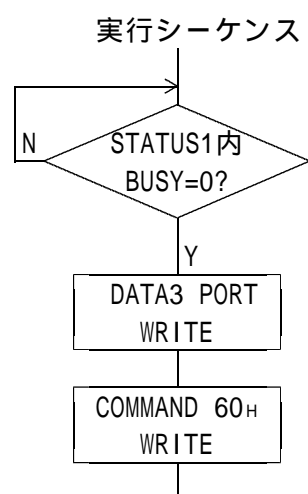 実行シーケンス
N
STATUS1内
BUSY=0?
Y
DATA3 PORT
WRITE
COMMAND 60H
WRITE